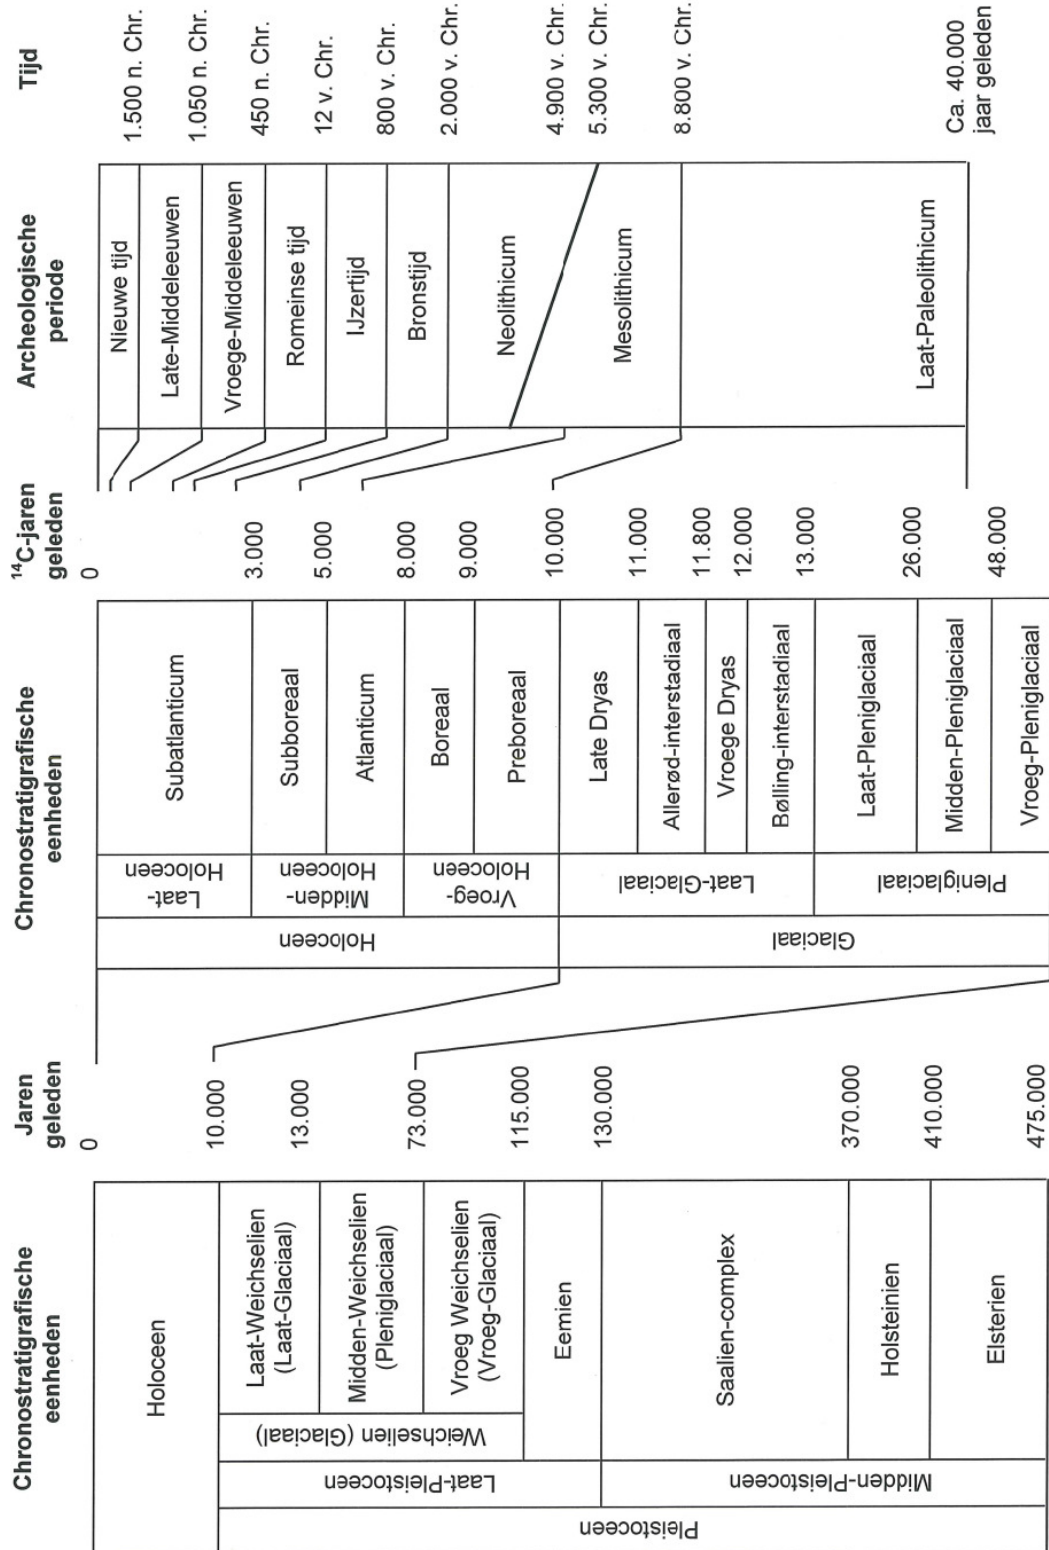 Chronostratigrafische
eenheden
Jaren
geleden
Chronostratigrafische
eenheden
¹⁴C-jaren
geleden
Archeologische
periode
Tijd
Pleistoceen
Laat-Pleistoceen
Midden-Pleistoceen
Weichselien (Glaciaal)
Holoceen
Laat-Weichselien
(Laat-Glaciaal)
Midden-Weichselien
(Pleniglaciaal)
Vroeg Weichselien
(Vroeg-Glaciaal)
Eemien
Saalien-complex
Holsteinien
Elsterien
0
10.000
13.000
73.000
115.000
130.000
370.000
410.000
475.000
Holoceen
Glaciaal
Laat-
Holoceen
Midden-
Holoceen
Vroeg-
Holoceen
Laat-Glaciaal
Pleniglaciaal
Subatlanticum
Subboreaal
Atlanticum
Boreaal
Preboreaal
Late Dryas
Allerød-interstadiaal
Vroege Dryas
Bølling-interstadiaal
Laat-Pleniglaciaal
Midden-Pleniglaciaal
Vroeg-Pleniglaciaal
0
3.000
5.000
8.000
9.000
10.000
11.000
11.800
12.000
13.000
26.000
48.000
Nieuwe tijd
Late-Middeleeuwen
Vroege-Middeleeuwen
Romeinse tijd
IJzertijd
Bronstijd
Neolithicum
Mesolithicum
Laat-Paleolithicum
1.500 n. Chr.
1.050 n. Chr.
450 n. Chr.
12 v. Chr.
800 v. Chr.
2.000 v. Chr.
4.900 v. Chr.
5.300 v. Chr.
8.800 v. Chr.
Ca. 40.000
jaar geleden